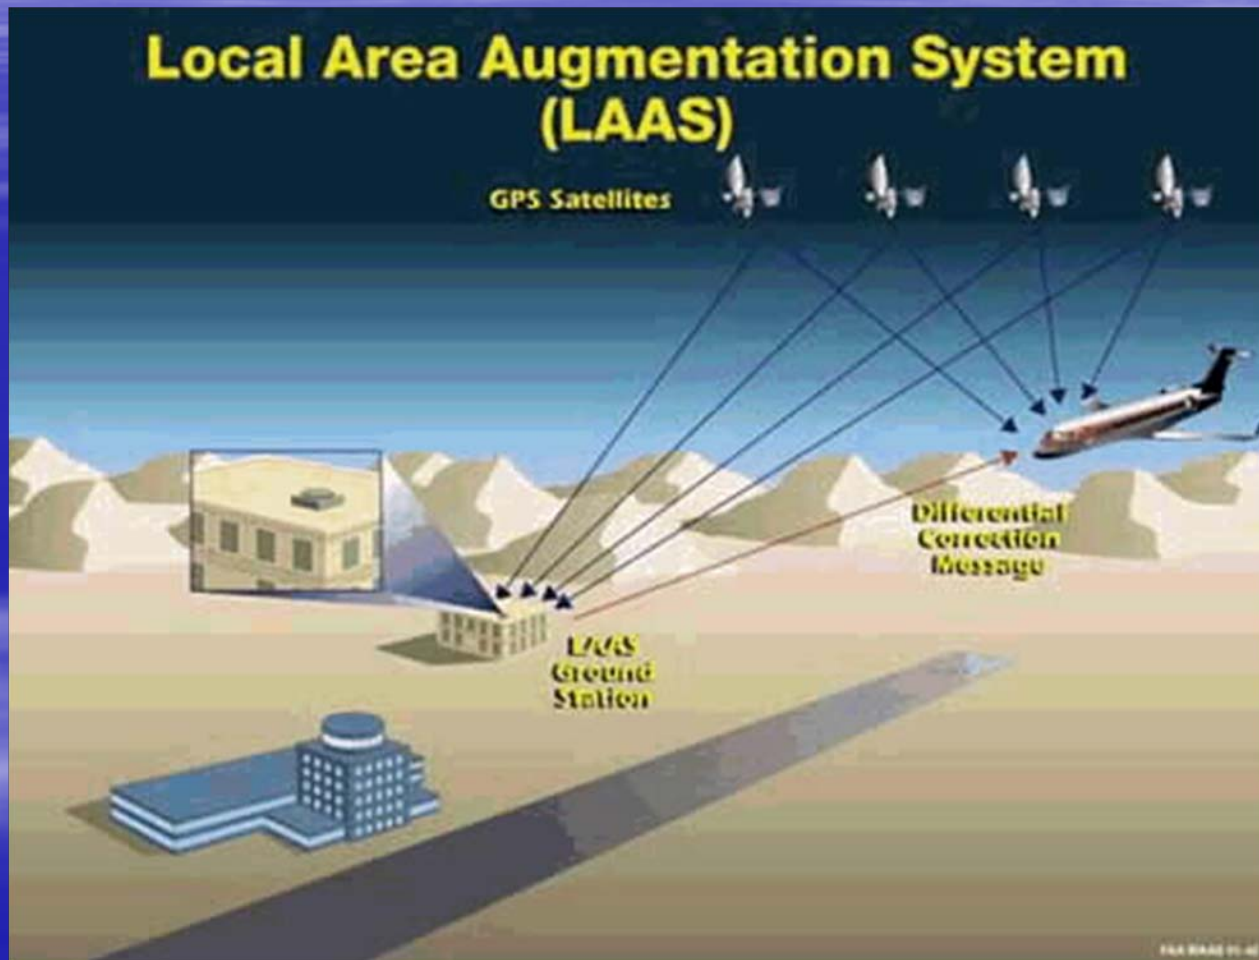 Local Area Augmentation System
(LAAS)
GPS Satellites
Differential
Correction
Message
LAAS
Ground
Station